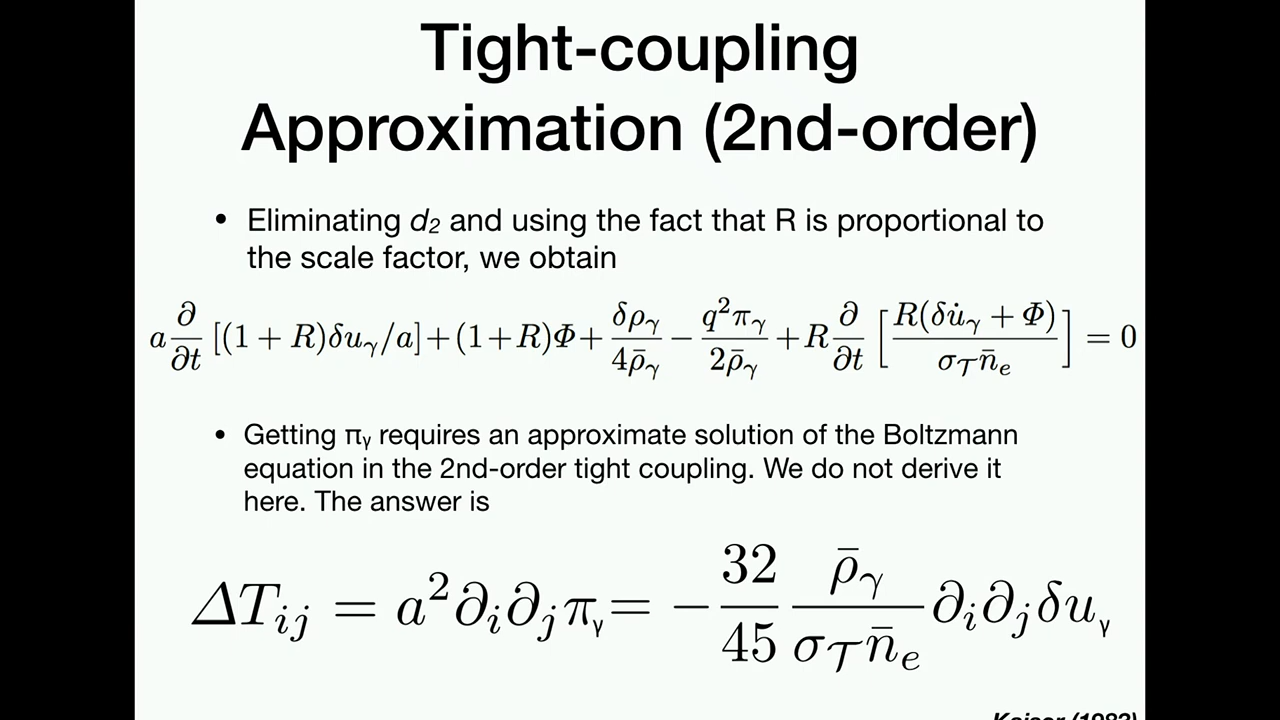 Tight-coupling
Approximation (2nd-order)
• Eliminating d₂ and using the fact that R is proportional to
the scale factor, we obtain
a ∂/∂t [(1 + R)δu_γ/a] + (1+R)Φ + δρ_γ/4ρ̄_γ − q²π_γ/2ρ̄_γ + R ∂/∂t [R(δu̇_γ + Φ)/σ_𝒯 n̄_e] = 0
• Getting πᵧ requires an approximate solution of the Boltzmann
equation in the 2nd-order tight coupling. We do not derive it
here. The answer is
ΔT_ij = a²∂_i∂_jπ_γ = − 32/45 ρ̄_γ/σ_𝒯 n̄_e ∂_i∂_jδu_γ
Kaiser (1983)